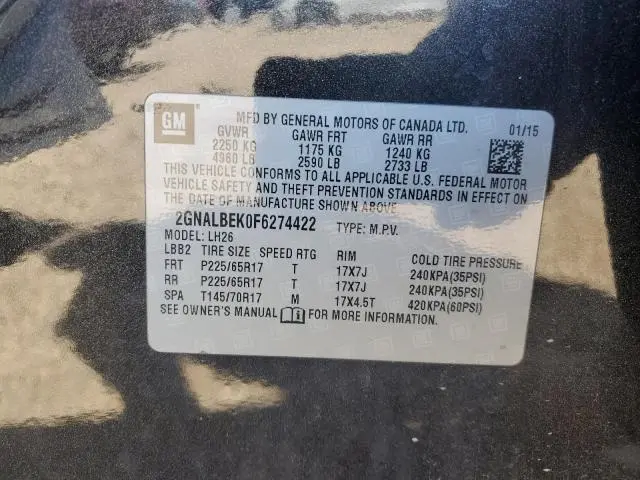 GM
MFD BY GENERAL MOTORS OF CANADA LTD. 01/15
GVWR GAWR FRT GAWR RR
2250 KG 1175 KG 1240 KG
4960 LB 2590 LB 2733 LB
THIS VEHICLE CONFORMS TO ALL APPLICABLE U.S. FEDERAL MOTOR
VEHICLE SAFETY AND THEFT PREVENTION STANDARDS IN EFFECT ON
THE DATE OF MANUFACTURE SHOWN ABOVE.
2GNALBEK0F6274422 TYPE: M.P.V.
MODEL: LH26
LBB2 TIRE SIZE SPEED RTG RIM COLD TIRE PRESSURE
FRT P225/65R17 T 17X7J 240KPA(35PSI)
RR P225/65R17 T 17X7J 240KPA(35PSI)
SPA T145/70R17 M 17X4.5T 420KPA(60PSI)
SEE OWNER'S MANUAL FOR MORE INFORMATION.